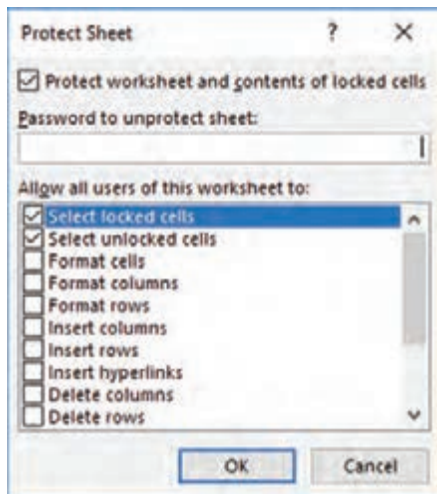 Protect Sheet ?
Protect worksheet and contents of locked cells
Password to unprotect sheet:
Allow all users of this worksheet to:
Select locked cells
Select unlocked cells
Format cells
Format columns
Format rows
Insert columns
Insert rows
Insert hyperlinks
Delete columns
Delete rows
OK Cancel